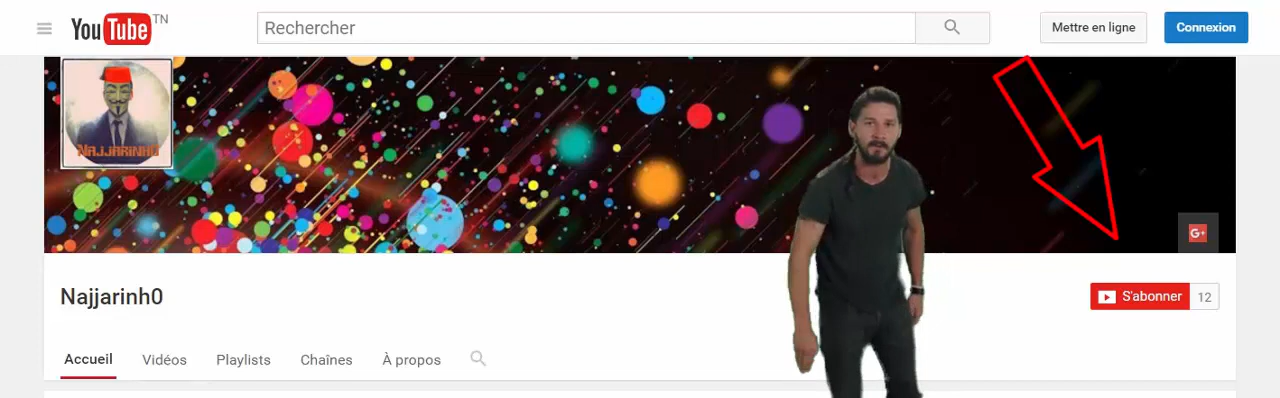 YouTube TN
Rechercher
Mettre en ligne
Connexion
NAJJARINH0
G+
Najjarinh0
S'abonner 12
Accueil Vidéos Playlists Chaînes À propos